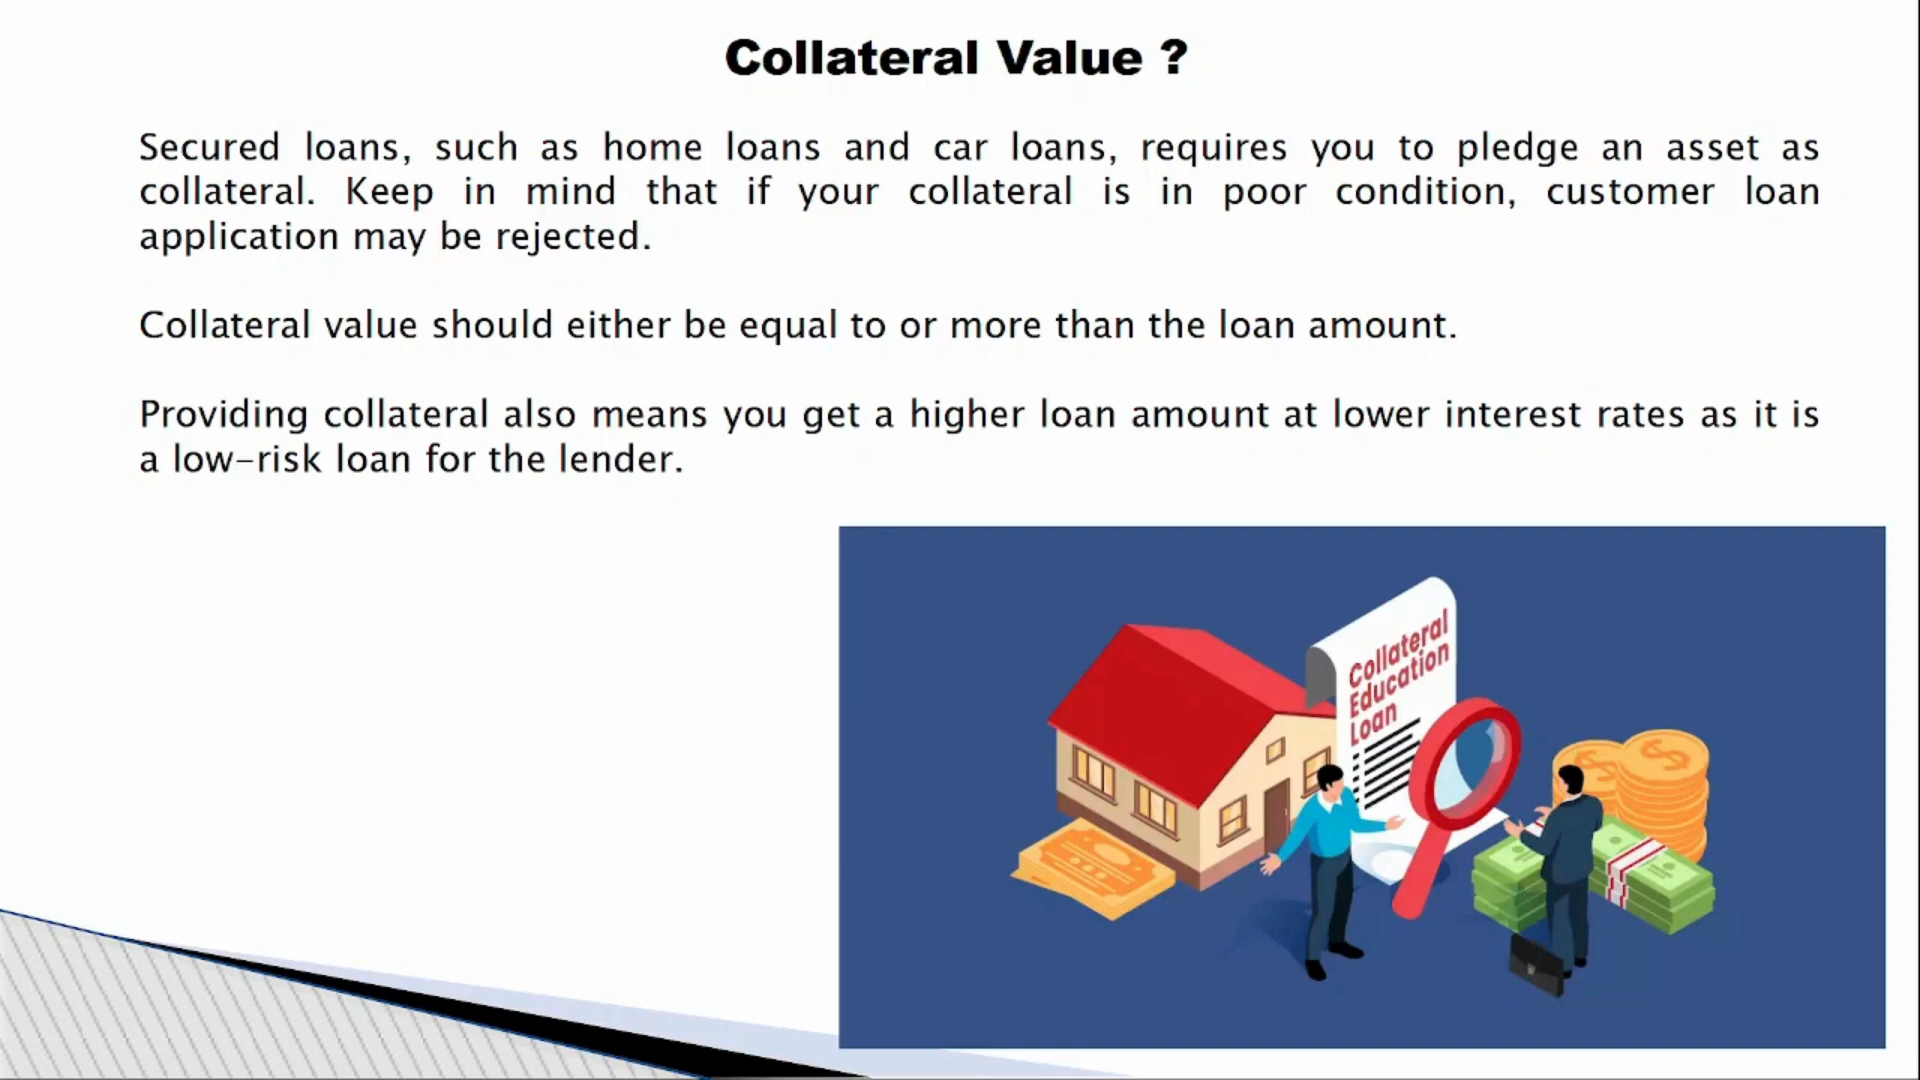 Collateral Value ?
Secured loans, such as home loans and car loans, requires you to pledge an asset as
collateral. Keep in mind that if your collateral is in poor condition, customer loan
application may be rejected.
Collateral value should either be equal to or more than the loan amount.
Providing collateral also means you get a higher loan amount at lower interest rates as it is
a low-risk loan for the lender.
Collateral
Education
Loan